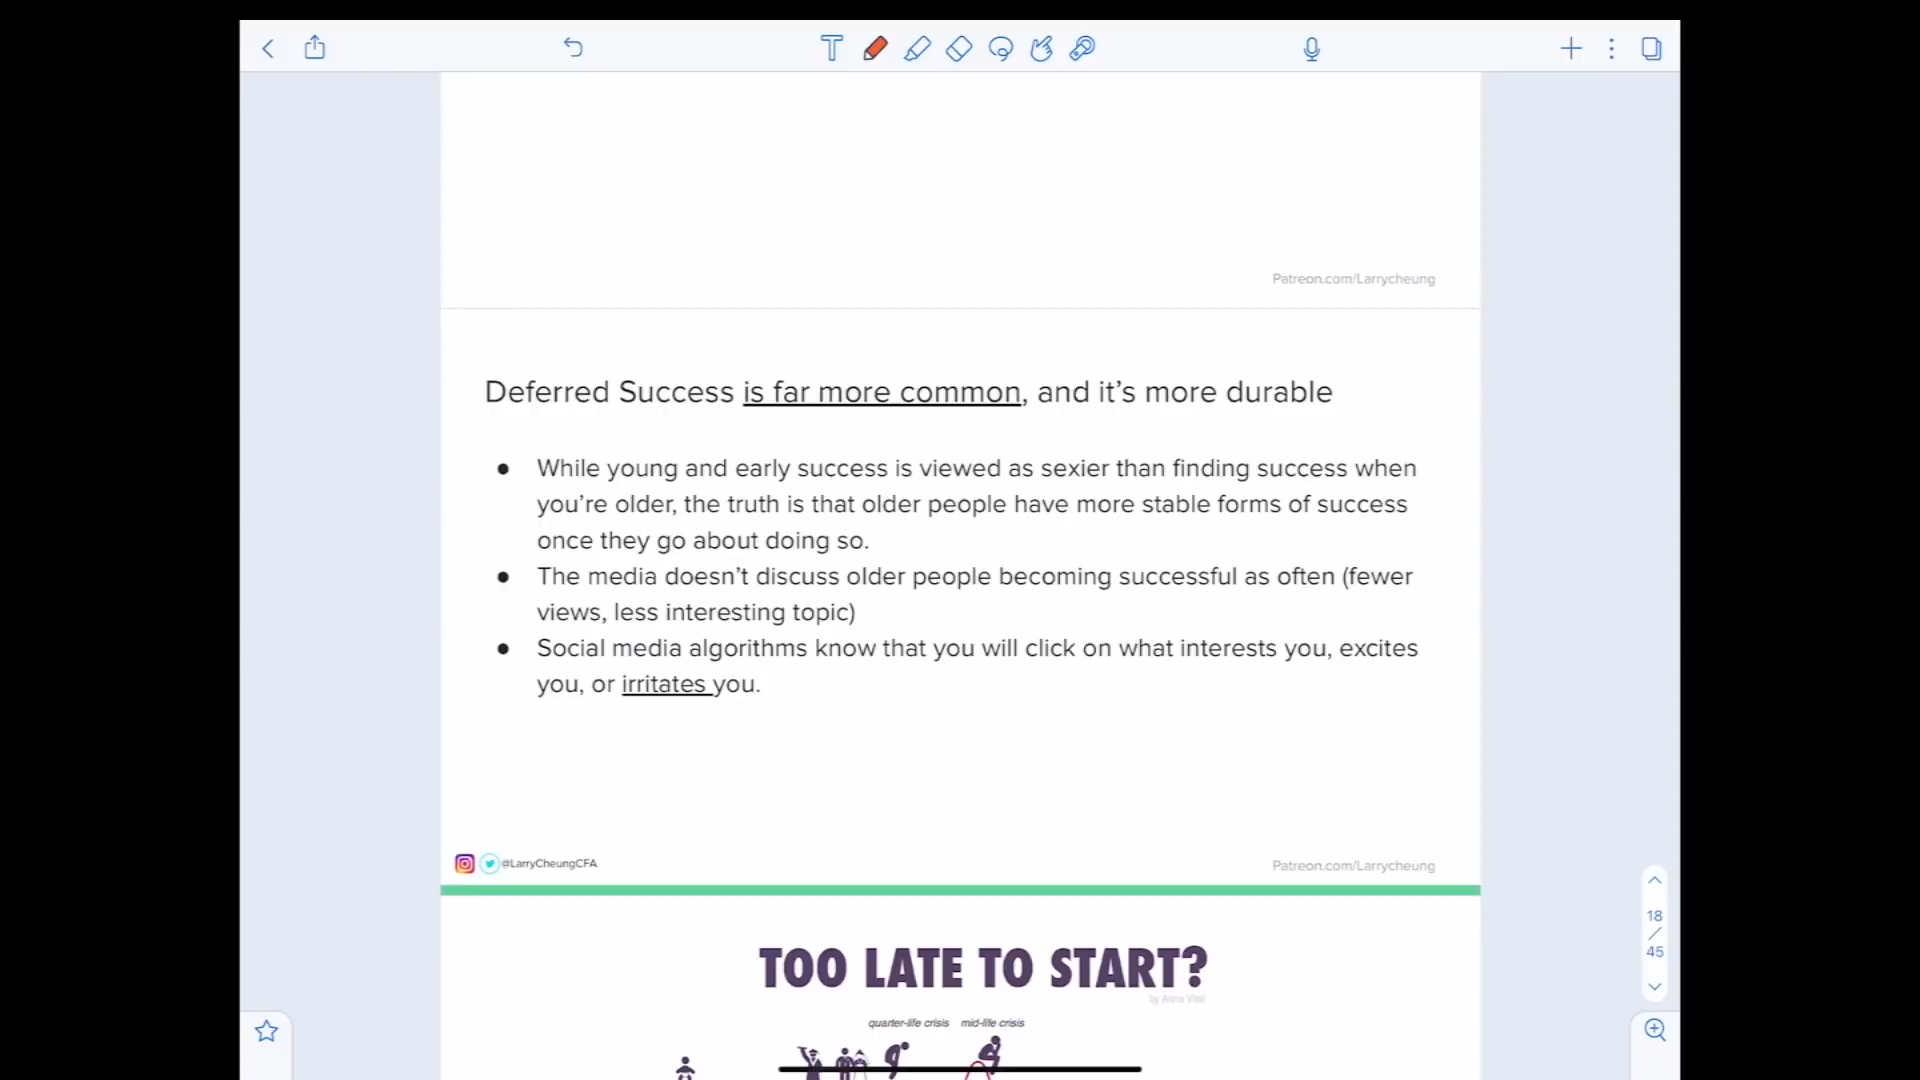 Patreon.com/Larrycheung
Deferred Success is far more common, and it's more durable
● While young and early success is viewed as sexier than finding success when
you're older, the truth is that older people have more stable forms of success
once they go about doing so.
● The media doesn't discuss older people becoming successful as often (fewer
views, less interesting topic)
● Social media algorithms know that you will click on what interests you, excites
you, or irritates you.
@LarryCheungCFA
Patreon.com/Larrycheung
18
/
45
TOO LATE TO START?
by Anna Vital
quarter-life crisis mid-life crisis